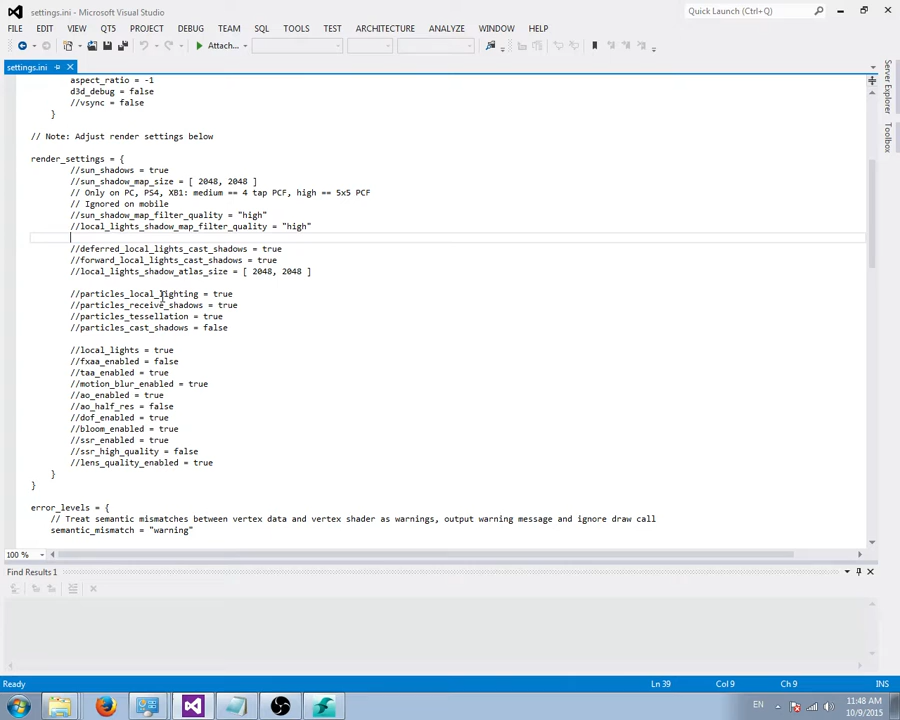 settings.ini - Microsoft Visual Studio
Quick Launch (Ctrl+Q)
FILE EDIT VIEW QT5 PROJECT DEBUG TEAM SQL TOOLS TEST ARCHITECTURE ANALYZE WINDOW HELP
Attach...
settings.ini
Server Explorer
Toolbox
aspect_ratio = -1
d3d_debug = false
//vsync = false
}
// Note: Adjust render settings below
render_settings = {
//sun_shadows = true
//sun_shadow_map_size = [ 2048, 2048 ]
// Only on PC, PS4, XB1: medium == 4 tap PCF, high == 5x5 PCF
// Ignored on mobile
//sun_shadow_map_filter_quality = "high"
//local_lights_shadow_map_filter_quality = "high"
//deferred_local_lights_cast_shadows = true
//forward_local_lights_cast_shadows = true
//local_lights_shadow_atlas_size = [ 2048, 2048 ]
//particles_local_lighting = true
//particles_receive_shadows = true
//particles_tessellation = true
//particles_cast_shadows = false
//local_lights = true
//fxaa_enabled = false
//taa_enabled = true
//motion_blur_enabled = true
//ao_enabled = true
//ao_half_res = false
//dof_enabled = true
//bloom_enabled = true
//ssr_enabled = true
//ssr_high_quality = false
//lens_quality_enabled = true
}
}
error_levels = {
// Treat semantic mismatches between vertex data and vertex shader as warnings, output warning message and ignore draw call
semantic_mismatch = "warning"
100 %
Find Results 1
Ready
Ln 39
Col 9
Ch 9
INS
EN
11:48 AM
10/9/2015